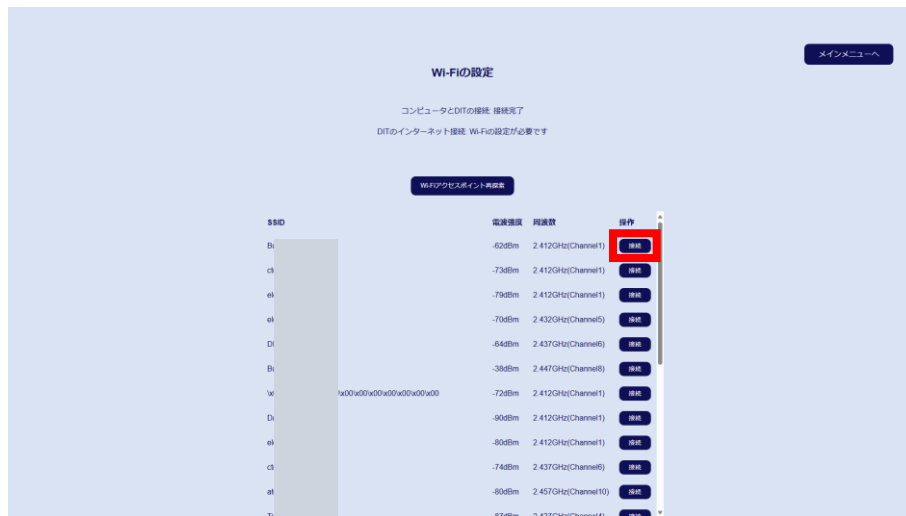 メインメニューへ
Wi-Fiの設定
コンピュータとDITの接続: 接続完了
DITのインターネット接続: Wi-Fiの設定が必要です
Wi-Fiアクセスポイント再探索
SSID 電波強度 周波数 操作
-62dBm 2.412GHz(Channel1) 接続
-73dBm 2.412GHz(Channel1) 接続
-79dBm 2.412GHz(Channel1) 接続
-70dBm 2.432GHz(Channel5) 接続
-64dBm 2.437GHz(Channel6) 接続
-38dBm 2.447GHz(Channel8) 接続
\x00\x00\x00\x00\x00\x00\x00 -72dBm 2.412GHz(Channel1) 接続
-90dBm 2.412GHz(Channel1) 接続
-80dBm 2.412GHz(Channel1) 接続
-74dBm 2.437GHz(Channel6) 接続
-80dBm 2.457GHz(Channel10) 接続